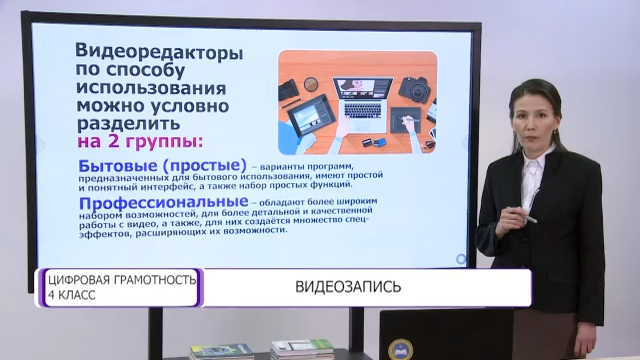 Видеоредакторы
по способу
использования
можно условно
разделить
на 2 группы:
Бытовые (простые) – варианты программ,
предназначенных для бытового использования, имеют простой
и понятный интерфейс, а также набор простых функций.
Профессиональные – обладают более широким
набором возможностей, для более детальной и качественной
работы с видео, а также, для них создаётся множество спец-
эффектов, расширяющих их возможности.
ЦИФРОВАЯ ГРАМОТНОСТЬ
4 КЛАСС
ВИДЕОЗАПИСЬ